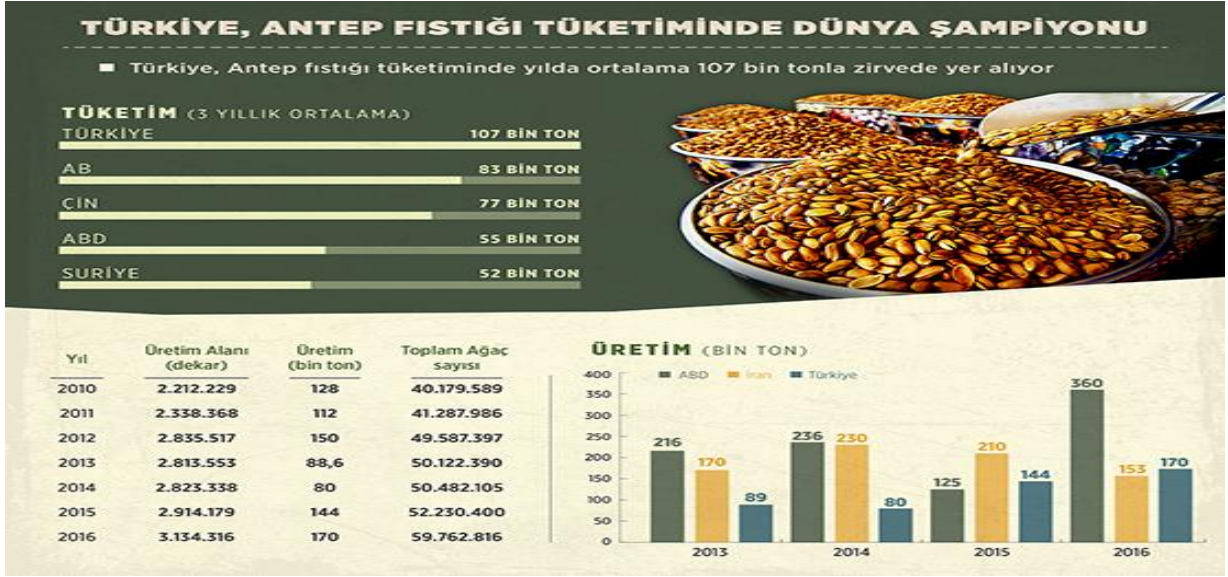 TÜRKİYE, ANTEP FISTIĞI TÜKETİMİNDE DÜNYA ŞAMPİYONU
■ Türkiye, Antep fıstığı tüketiminde yılda ortalama 107 bin tonla zirvede yer alıyor
TÜKETİM (3 YILLIK ORTALAMA)
TÜRKİYE 107 BİN TON
AB 83 BİN TON
ÇİN 77 BİN TON
ABD 55 BİN TON
SURİYE 52 BİN TON
Yıl Üretim Alanı (dekar) Üretim (bin ton) Toplam Ağaç sayısı
2010 2.212.229 128 40.179.589
2011 2.338.368 112 41.287.986
2012 2.835.517 150 49.587.397
2013 2.813.553 88,6 50.122.390
2014 2.823.338 80 50.482.105
2015 2.914.179 144 52.230.400
2016 3.134.316 170 59.762.816
ÜRETİM (BİN TON)
ABD İran Türkiye
400
350
300
250
200
150
100
50
0
216 170 89
236 230 80
125 210 144
360 153 170
2013 2014 2015 2016